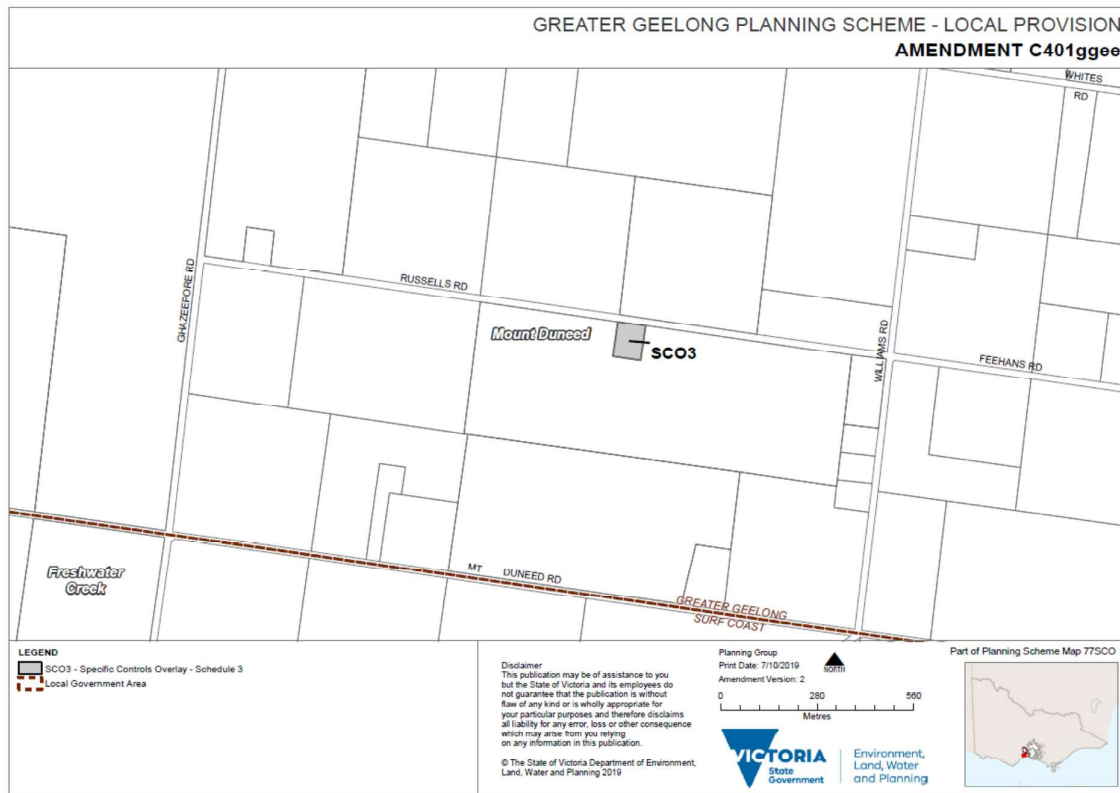 GREATER GEELONG PLANNING SCHEME - LOCAL PROVISION
AMENDMENT C401ggee
WHITES
RD
GHAZEEPORE RD
RUSSELLS RD
Mount Duneed
SCO3
WILLIAMS RD
FEEHANS RD
Freshwater
Creek
MT DUNEED RD
GREATER GEELONG
SURF COAST
LEGEND
SCO3 - Specific Controls Overlay - Schedule 3
Local Government Area
Disclaimer
This publication may be of assistance to you
but the State of Victoria and its employees do
not guarantee that the publication is without
flaw of any kind or is wholly appropriate for
your particular purposes and therefore disclaims
all liability for any error, loss or other consequence
which may arise from you relying
on any information in this publication.
© The State of Victoria Department of Environment,
Land, Water and Planning 2019
Planning Group
Print Date: 7/10/2019
Amendment Version: 2
NORTH
0 280 560
Metres
VICTORIA
State
Government
Environment,
Land, Water
and Planning
Part of Planning Scheme Map 77SCO